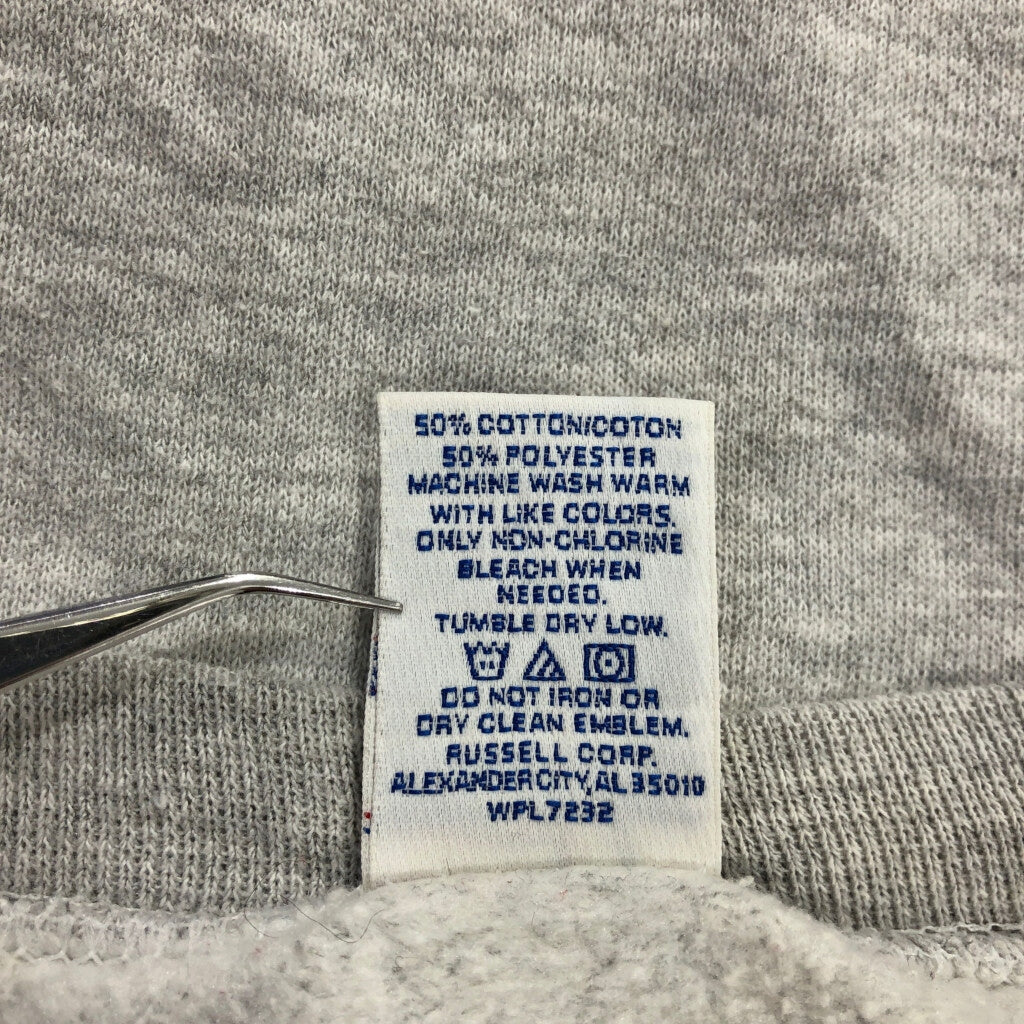 50% COTTON/COTON
50% POLYESTER
MACHINE WASH WARM
WITH LIKE COLORS.
ONLY NON-CHLORINE
BLEACH WHEN
NEEDED.
TUMBLE DRY LOW.
DO NOT IRON OR
DRY CLEAN EMBLEM.
RUSSELL CORP.
ALEXANDER CITY, AL 35010
WPL7232